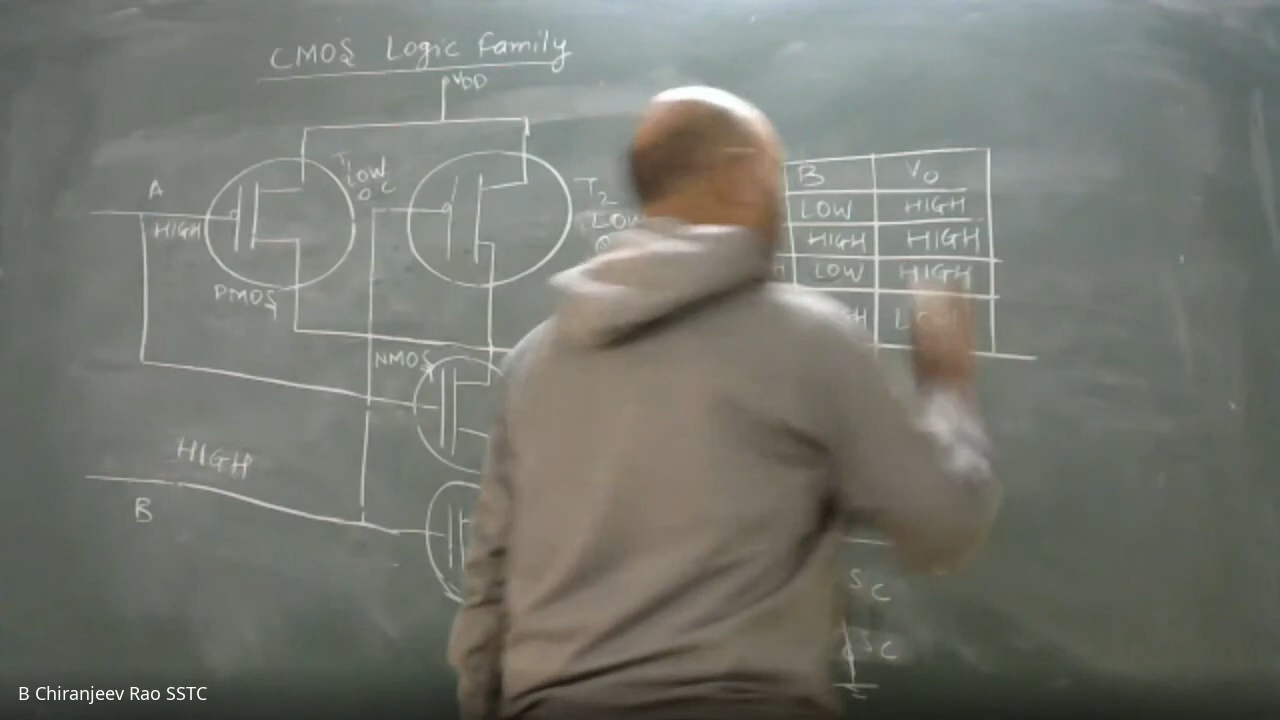 CMOS Logic Family
VDD
A
HIGH
T1
LOW
O C
T2
LOW
PMOS
NMOS
HIGH
B
B V0
LOW HIGH
HIGH HIGH
LOW HIGH
S C
S C
B Chiranjeev Rao SSTC